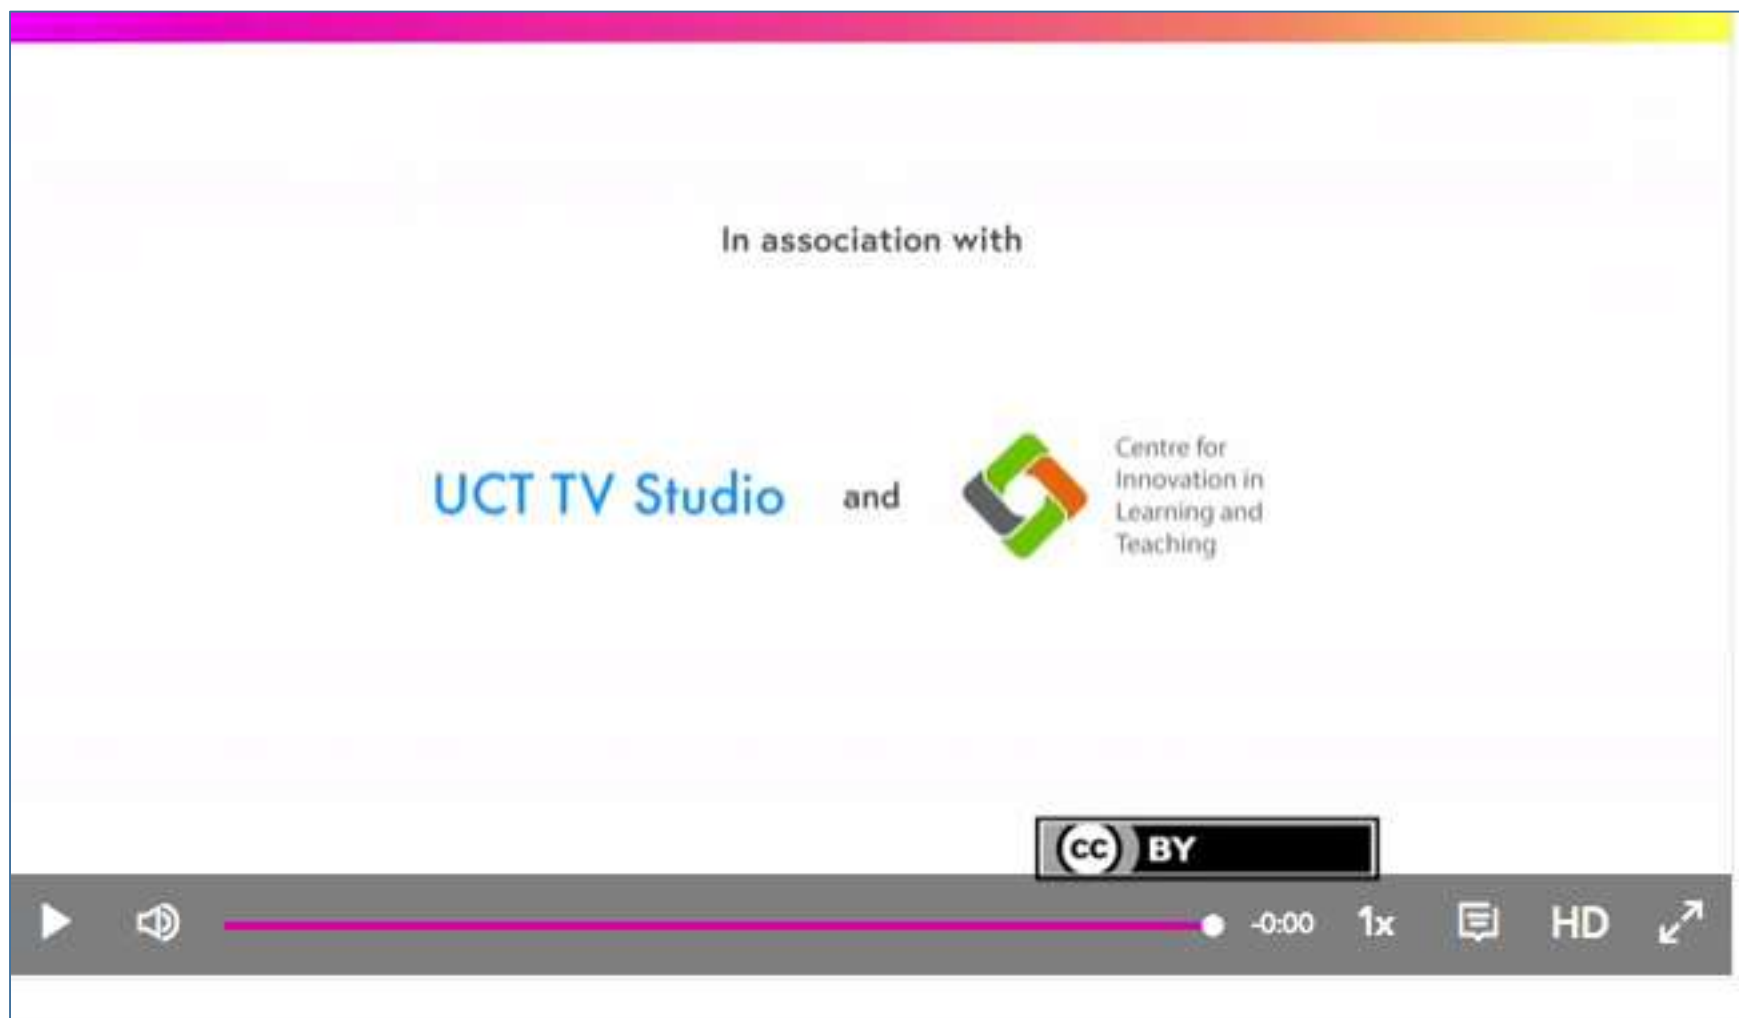 In association with
UCT TV Studio and
Centre for
Innovation in
Learning and
Teaching
cc BY
-0:00 1x HD